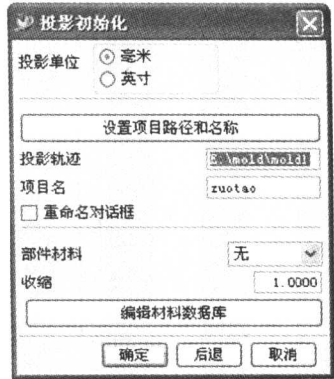 投影初始化
投影单位
毫米
英寸
设置项目路径和名称
投影轨迹 E:\mold\mold1
项目名 zuotao
重命名对话框
部件材料 无
收缩 1.0000
编辑材料数据库
确定 后退 取消